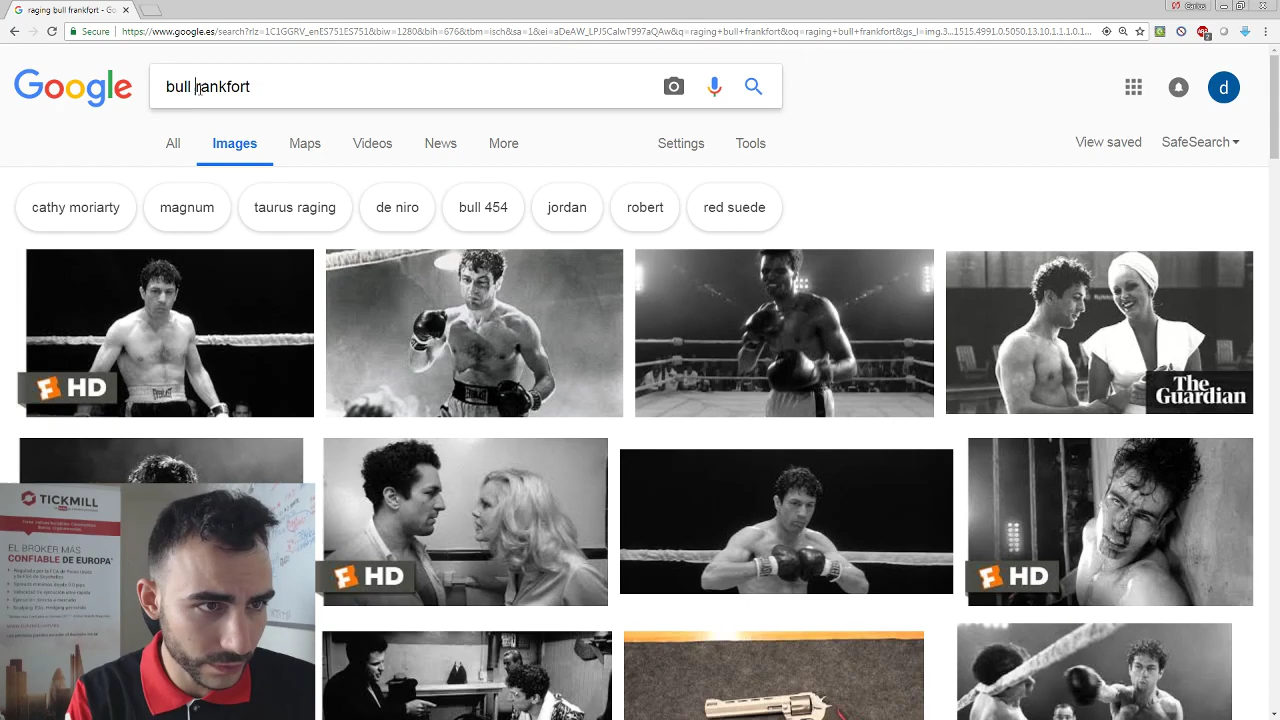 raging bull frankfort - Go
Carlos
Secure
https://www.google.es/search?rlz=1C1GGRV_enES751ES751&biw=1280&bih=676&tbm=isch&sa=1&ei=aDeAW_LPJ5CalwT997aQAw&q=raging+bull+frankfort&oq=raging+bull+frankfort&gs_l=img.3...1515.4991.0.5050.13.10.1.1.1.0.1...
Google
bull rankfort
d
All Images Maps Videos News More Settings Tools
View saved SafeSearch
cathy moriarty magnum taurus raging de niro bull 454 jordan robert red suede
HD
The
Guardian
EVERLAST
HD
HD
TICKMILL
EL BROKER MÁS
CONFIABLE DE EUROPA*